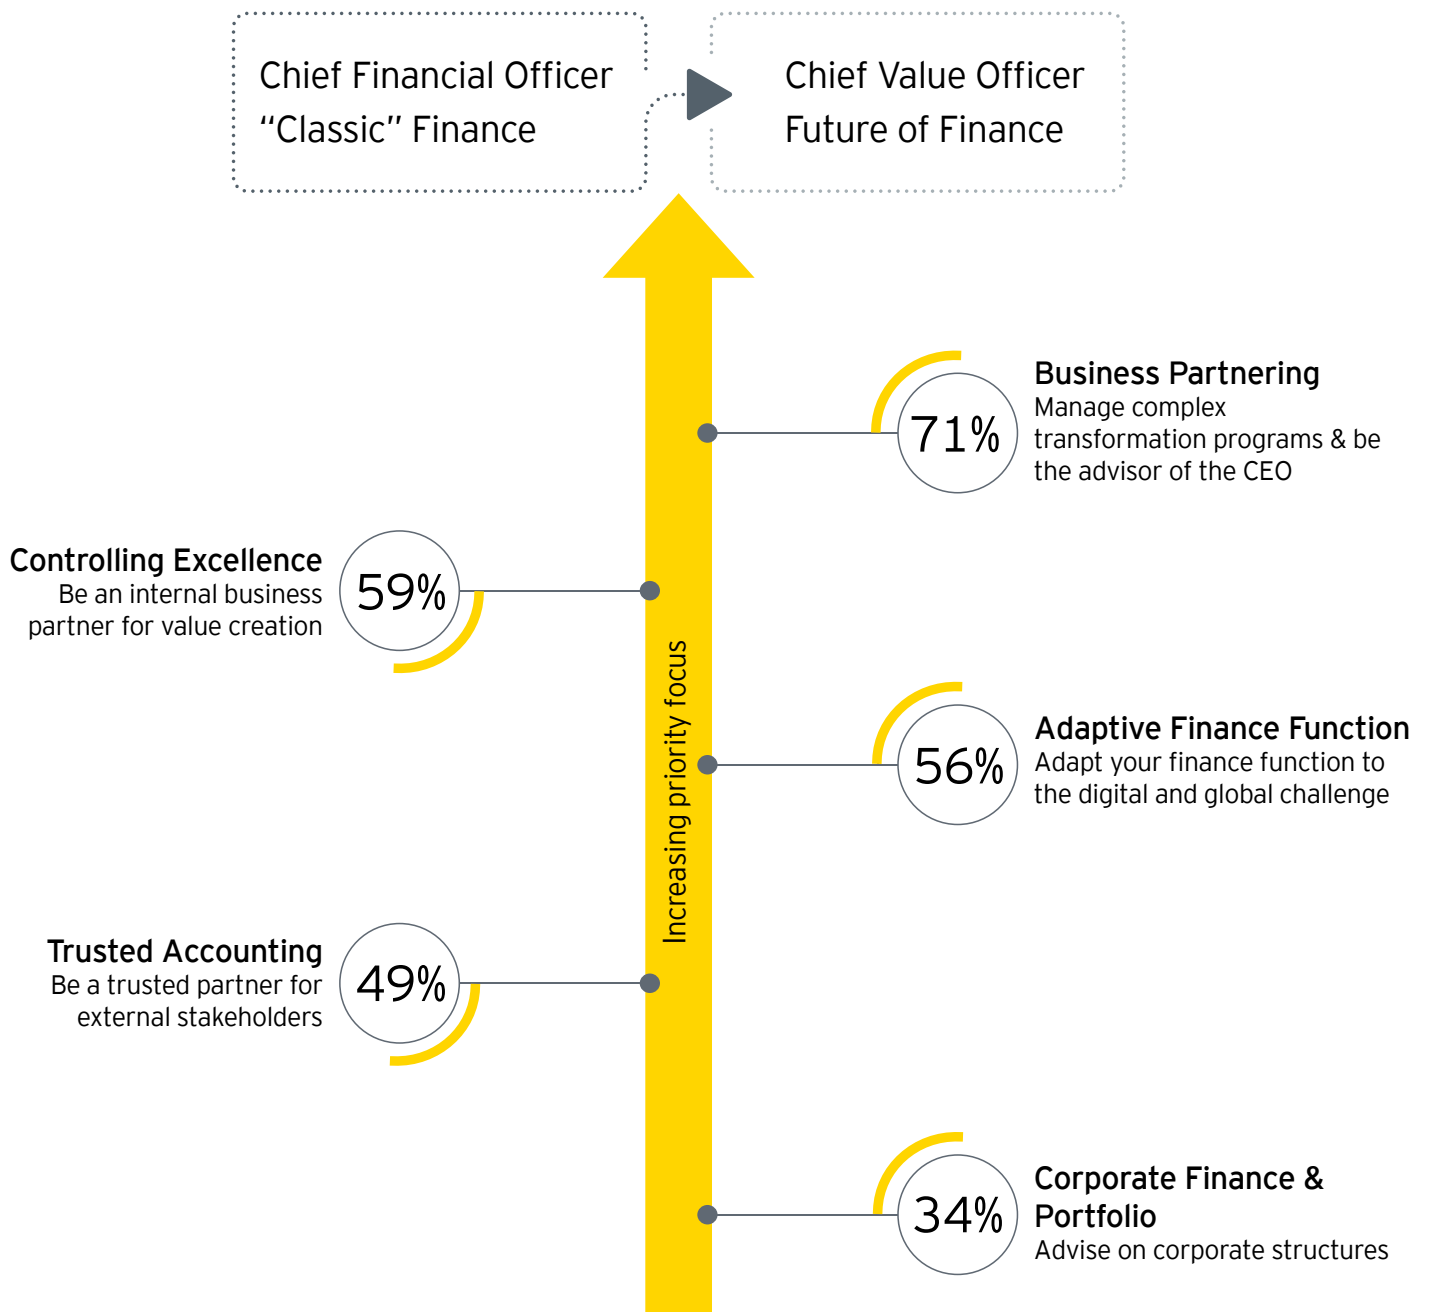 Chief Financial Officer
“Classic” Finance
Chief Value Officer
Future of Finance
Business Partnering
Manage complex
transformation programs & be
the advisor of the CEO
71%
Controlling Excellence
Be an internal business
partner for value creation
59%
Increasing priority focus
Adaptive Finance Function
Adapt your finance function to
the digital and global challenge
56%
Trusted Accounting
Be a trusted partner for
external stakeholders
49%
Corporate Finance &
Portfolio
Advise on corporate structures
34%